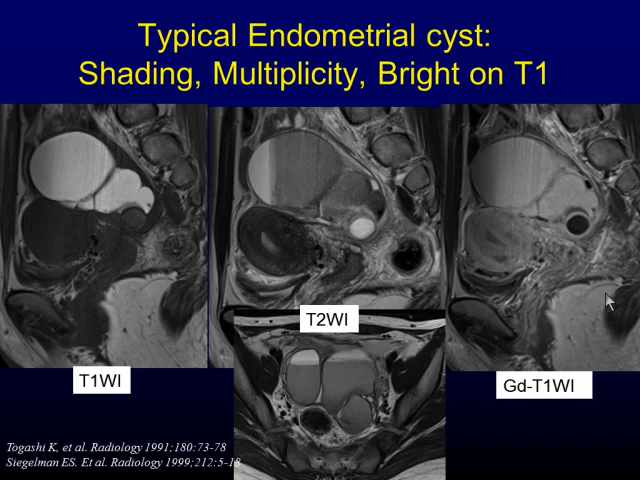 Typical Endometrial cyst:
Shading, Multiplicity, Bright on T1
T2WI
T1WI
Gd-T1WI
Togashi K, et al. Radiology 1991;180:73-78
Siegelman ES. Et al. Radiology 1999;212:5-18